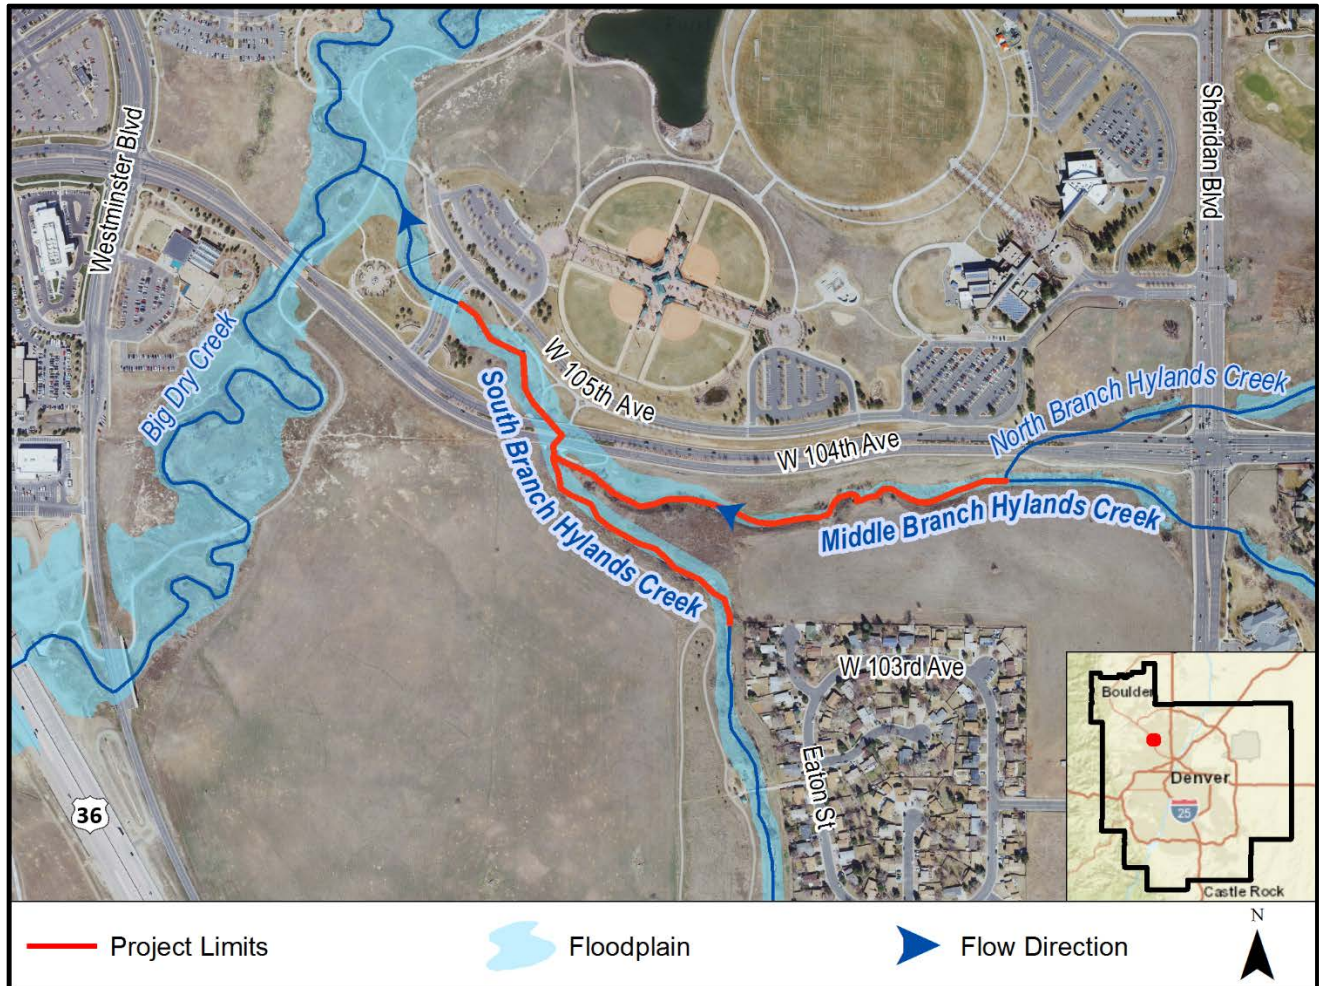 Westminster Blvd
Sheridan Blvd
Big Dry Creek
W 105th Ave
South Branch Hylands Creek
W 104th Ave
North Branch Hylands Creek
Middle Branch Hylands Creek
W 103rd Ave
Eaton St
36
Boulder
Denver
25
Castle Rock
Project Limits
Floodplain
Flow Direction
N